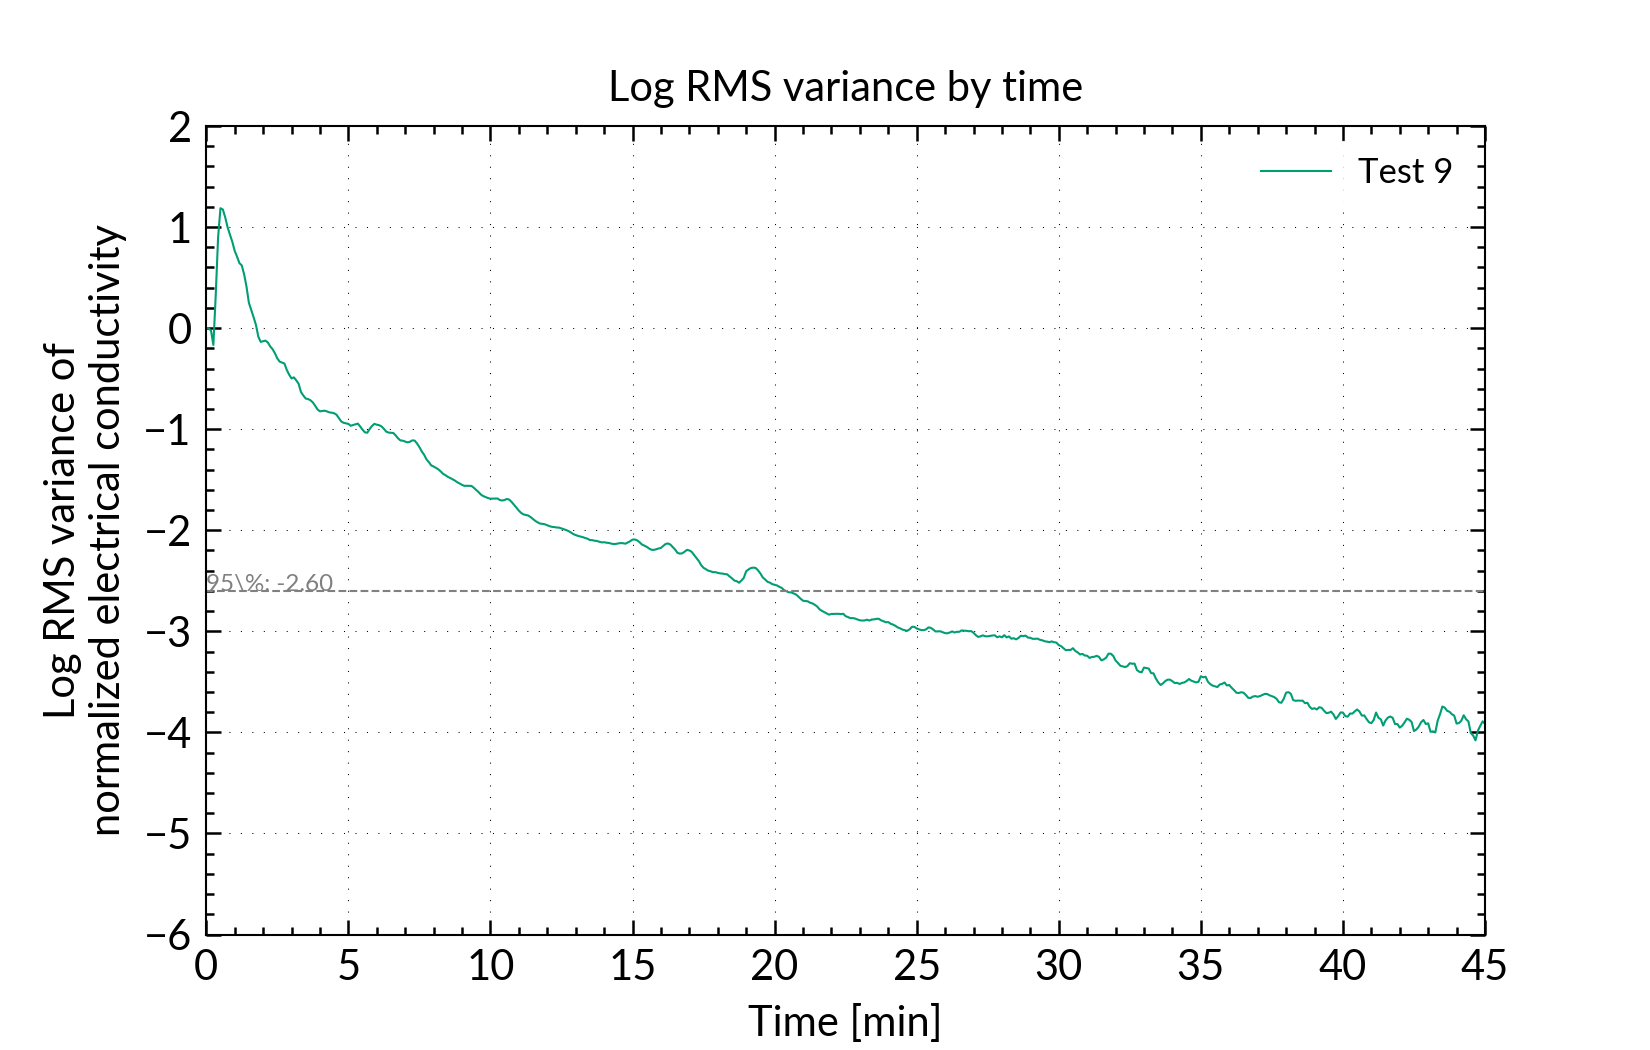 Log RMS variance by time
Test 9
2
1
0
−1
−2
−3
−4
−5
−6
95\%: -2.60
Log RMS variance of
normalized electrical conductivity
0 5 10 15 20 25 30 35 40 45
Time [min]